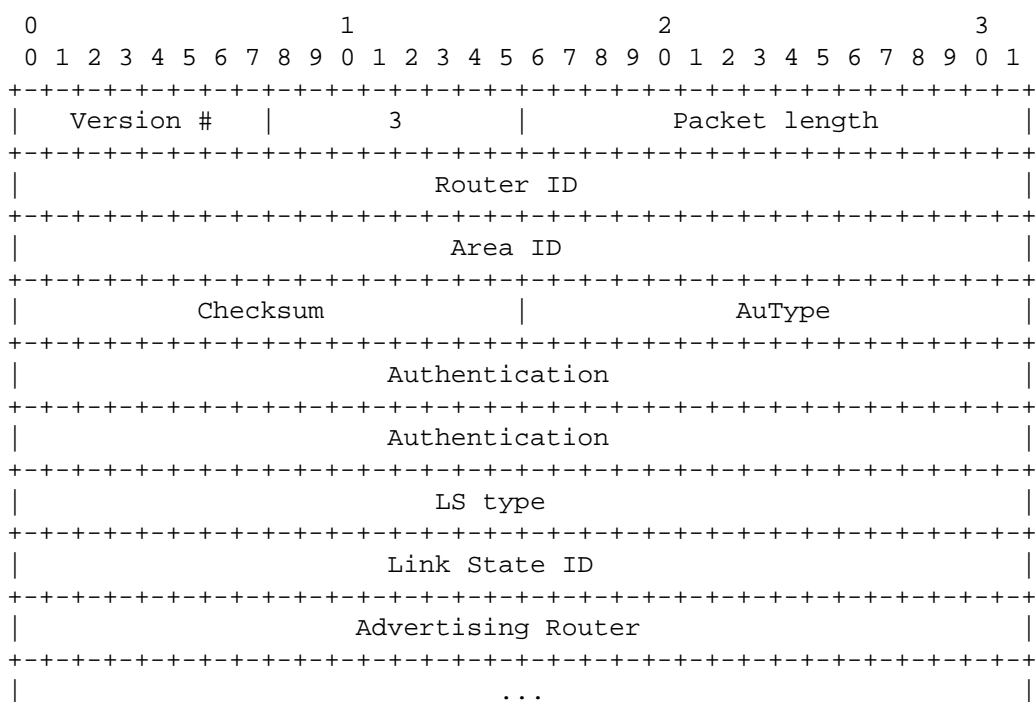 0                   1                   2                   3
 0 1 2 3 4 5 6 7 8 9 0 1 2 3 4 5 6 7 8 9 0 1 2 3 4 5 6 7 8 9 0 1
+-+-+-+-+-+-+-+-+-+-+-+-+-+-+-+-+-+-+-+-+-+-+-+-+-+-+-+-+-+-+-+-+
|   Version #   |       3       |         Packet length         |
+-+-+-+-+-+-+-+-+-+-+-+-+-+-+-+-+-+-+-+-+-+-+-+-+-+-+-+-+-+-+-+-+
|                          Router ID                            |
+-+-+-+-+-+-+-+-+-+-+-+-+-+-+-+-+-+-+-+-+-+-+-+-+-+-+-+-+-+-+-+-+
|                           Area ID                             |
+-+-+-+-+-+-+-+-+-+-+-+-+-+-+-+-+-+-+-+-+-+-+-+-+-+-+-+-+-+-+-+-+
|           Checksum            |             AuType            |
+-+-+-+-+-+-+-+-+-+-+-+-+-+-+-+-+-+-+-+-+-+-+-+-+-+-+-+-+-+-+-+-+
|                       Authentication                          |
+-+-+-+-+-+-+-+-+-+-+-+-+-+-+-+-+-+-+-+-+-+-+-+-+-+-+-+-+-+-+-+-+
|                       Authentication                          |
+-+-+-+-+-+-+-+-+-+-+-+-+-+-+-+-+-+-+-+-+-+-+-+-+-+-+-+-+-+-+-+-+
|                          LS type                              |
+-+-+-+-+-+-+-+-+-+-+-+-+-+-+-+-+-+-+-+-+-+-+-+-+-+-+-+-+-+-+-+-+
|                       Link State ID                           |
+-+-+-+-+-+-+-+-+-+-+-+-+-+-+-+-+-+-+-+-+-+-+-+-+-+-+-+-+-+-+-+-+
|                     Advertising Router                        |
+-+-+-+-+-+-+-+-+-+-+-+-+-+-+-+-+-+-+-+-+-+-+-+-+-+-+-+-+-+-+-+-+
|                              ...                              |